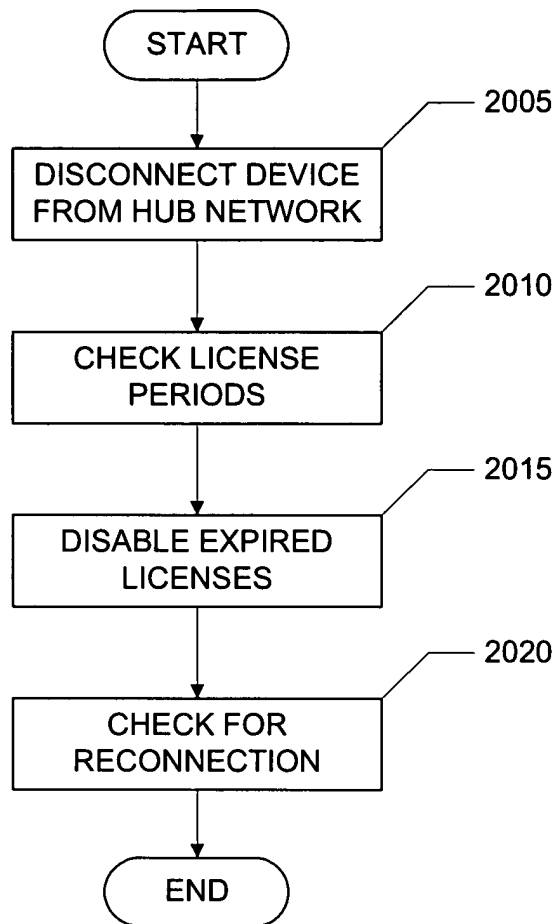 START
2005
DISCONNECT DEVICE
FROM HUB NETWORK
2010
CHECK LICENSE
PERIODS
2015
DISABLE EXPIRED
LICENSES
2020
CHECK FOR
RECONNECTION
END